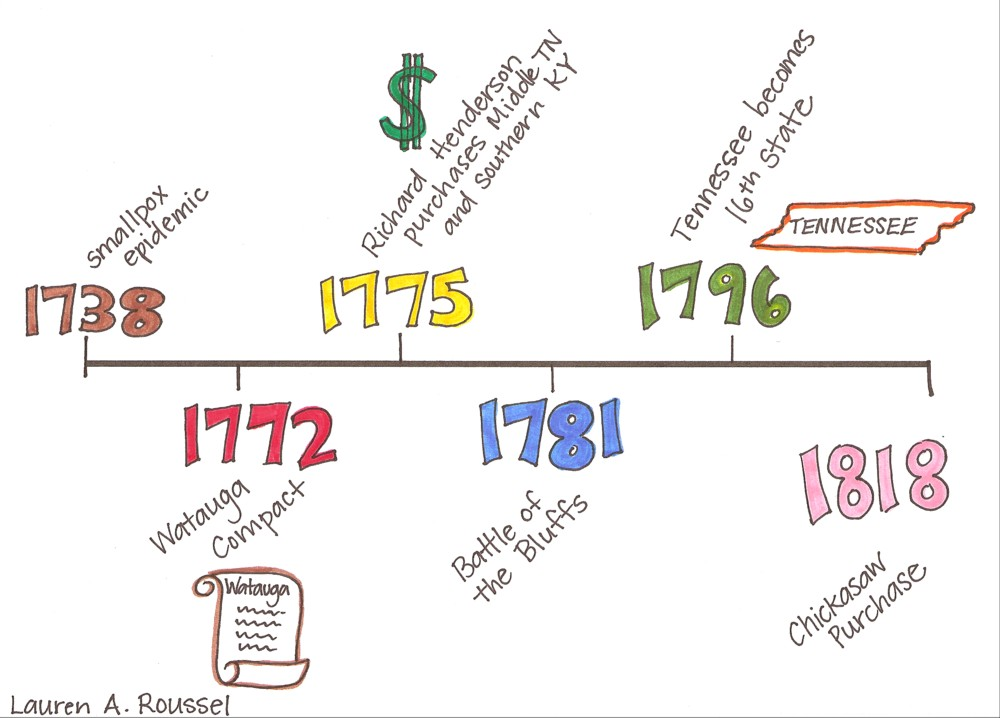 $
Richard Henderson
purchases Middle TN
and Southern KY
Tennessee becomes
16th State
smallpox
epidemic
TENNESSEE
1738
1775
1796
1772
1781
1818
Watauga
Compact
Battle of
the Bluffs
Chickasaw
Purchase
Watauga
Lauren A. Roussel